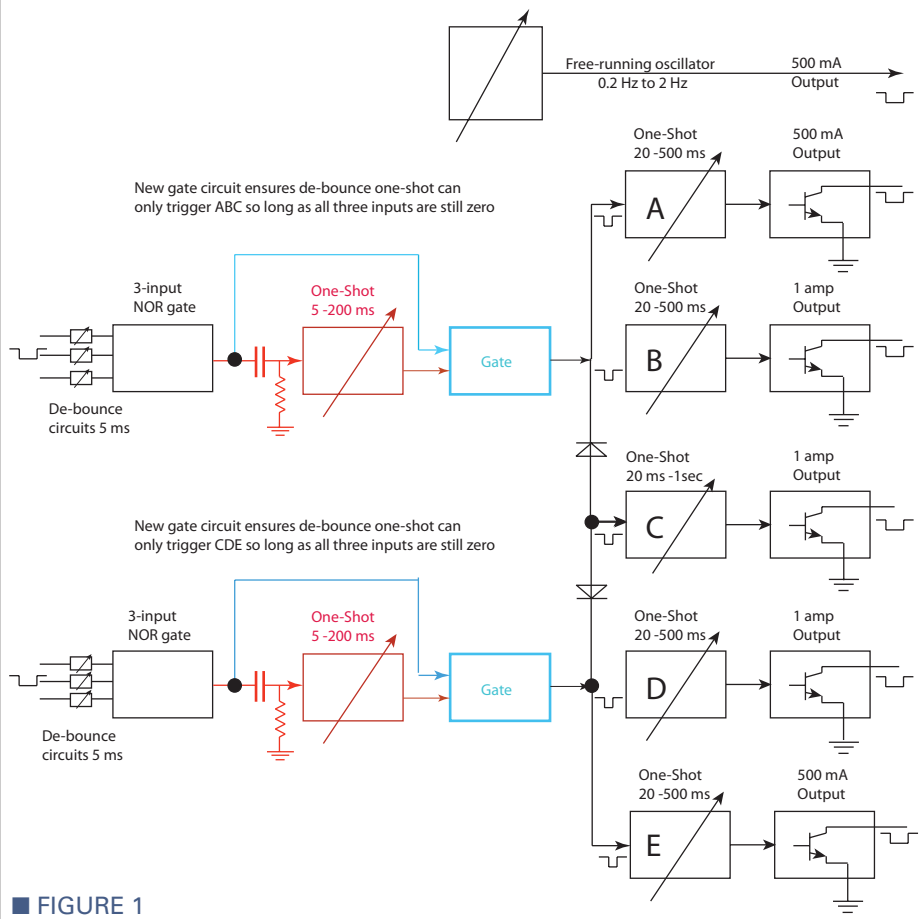 Free-running oscillator
0.2 Hz to 2 Hz
500 mA
Output
One-Shot
20 -500 ms
500 mA
Output
A
New gate circuit ensures de-bounce one-shot can
only trigger ABC so long as all three inputs are still zero
3-input
NOR gate
One-Shot
5 -200 ms
Gate
De-bounce
circuits 5 ms
One-Shot
20 -500 ms
1 amp
Output
B
One-Shot
20 ms -1sec
1 amp
Output
C
New gate circuit ensures de-bounce one-shot can
only trigger CDE so long as all three inputs are still zero
3-input
NOR gate
One-Shot
5 -200 ms
Gate
De-bounce
circuits 5 ms
One-Shot
20 -500 ms
1 amp
Output
D
One-Shot
20 -500 ms
500 mA
Output
E
FIGURE 1